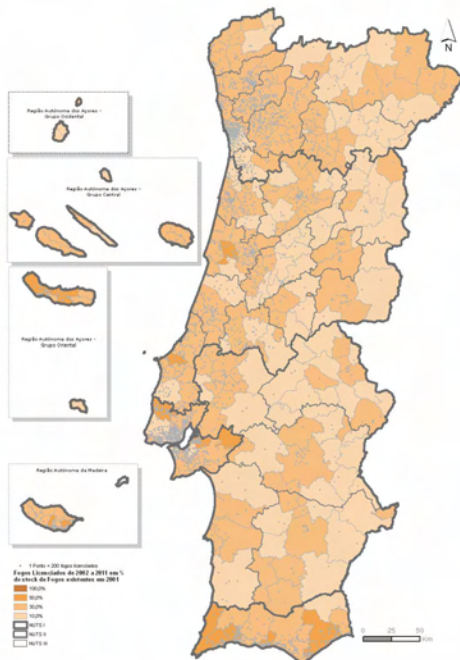 N
Região Autónoma dos Açores -
Grupo Ocidental
Região Autónoma dos Açores -
Grupo Central
Região Autónoma dos Açores -
Grupo Oriental
Região Autónoma da Madeira
1 Ponto = 200 fogos licenciados
Fogos Licenciados de 2002 a 2011 em %
do stock de Fogos existentes em 2001
100,0%
50,0%
30,0%
10,0%
NUTS I
NUTS II
NUTS III
0 25 50
Km